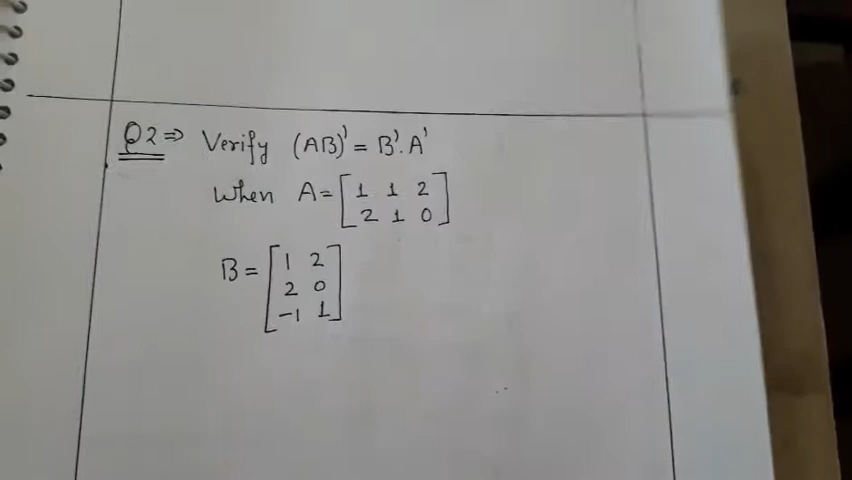 Q2⇒ Verify (AB)' = B'.A'
When A= [1 1 2
2 1 0]
B= [1 2
2 0
-1 1]